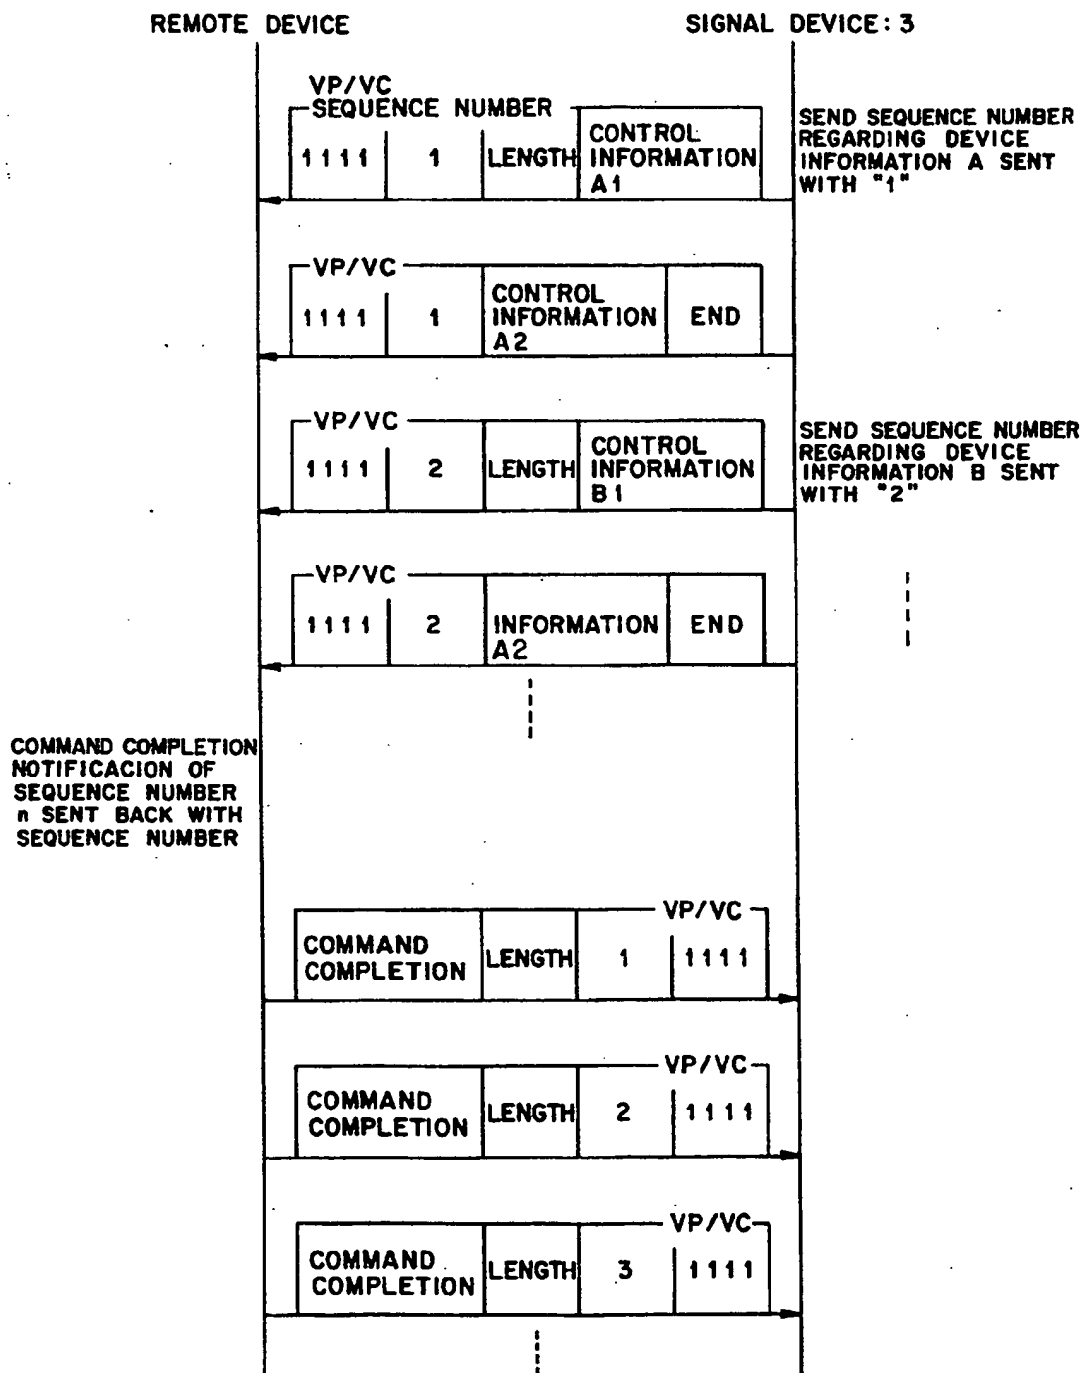 REMOTE DEVICE
SIGNAL DEVICE: 3
VP/VC
SEQUENCE NUMBER
1111
1
LENGTH
CONTROL
INFORMATION
A1
SEND SEQUENCE NUMBER
REGARDING DEVICE
INFORMATION A SENT
WITH "1"
VP/VC
1111
1
CONTROL
INFORMATION
A2
END
VP/VC
1111
2
LENGTH
CONTROL
INFORMATION
B1
SEND SEQUENCE NUMBER
REGARDING DEVICE
INFORMATION B SENT
WITH "2"
VP/VC
1111
2
INFORMATION
A2
END
COMMAND COMPLETION
NOTIFICACION OF
SEQUENCE NUMBER
n SENT BACK WITH
SEQUENCE NUMBER
VP/VC
COMMAND
COMPLETION
LENGTH
1
1111
VP/VC
COMMAND
COMPLETION
LENGTH
2
1111
VP/VC
COMMAND
COMPLETION
LENGTH
3
1111